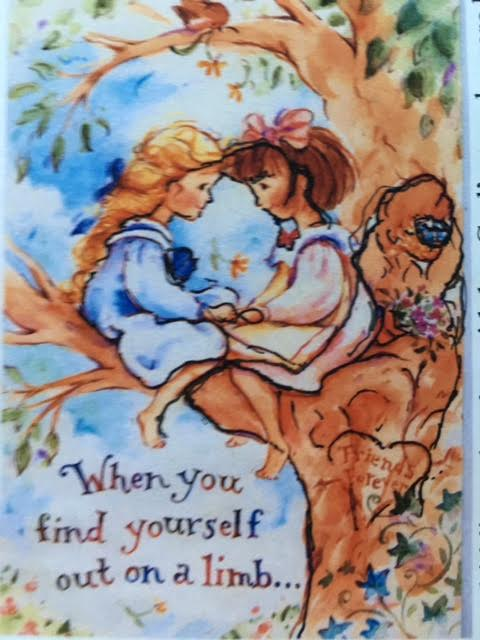 Friends
Forever
When you
find yourself
out on a limb...